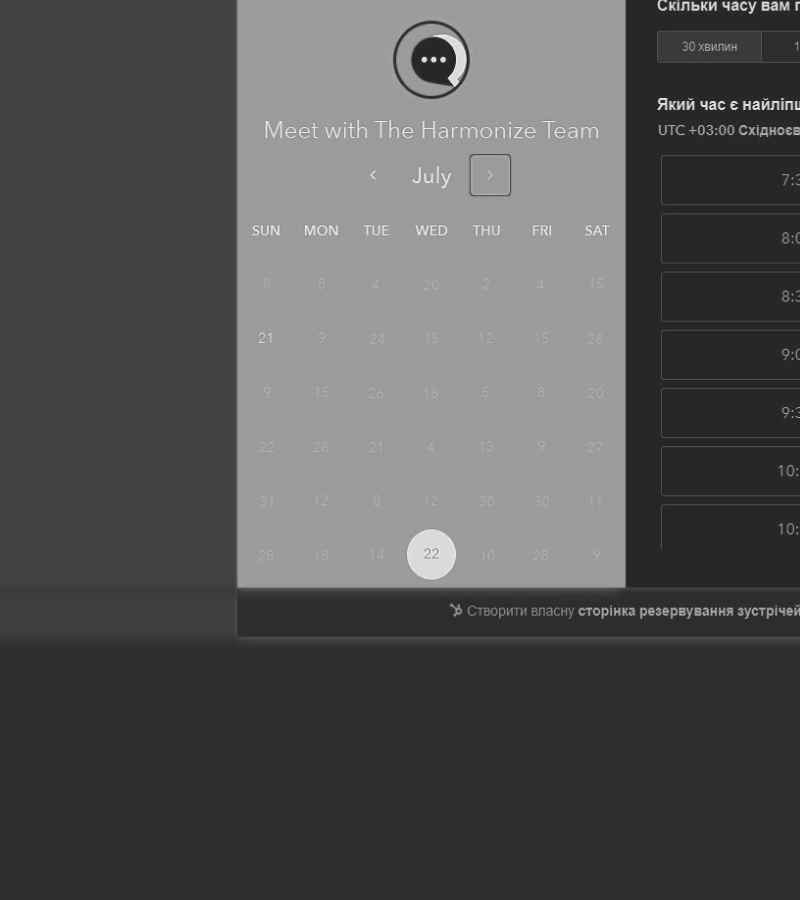 Скільки часу вам
30 хвилин
Який час є найліпш
UTC +03:00 Східноєв
Meet with The Harmonize Team
July
SUN MON TUE WED THU FRI SAT
8 8 4 20 2 4 15
21 9 24 15 12 15 28
9 15 26 18 5 8 20
22 28 21 4 13 9 27
31 12 8 12 30 30 11
28 18 14 22 10 28 9
7:3
8:0
8:3
9:0
9:3
10:
10:
Створити власну сторінка резервування зустрічей